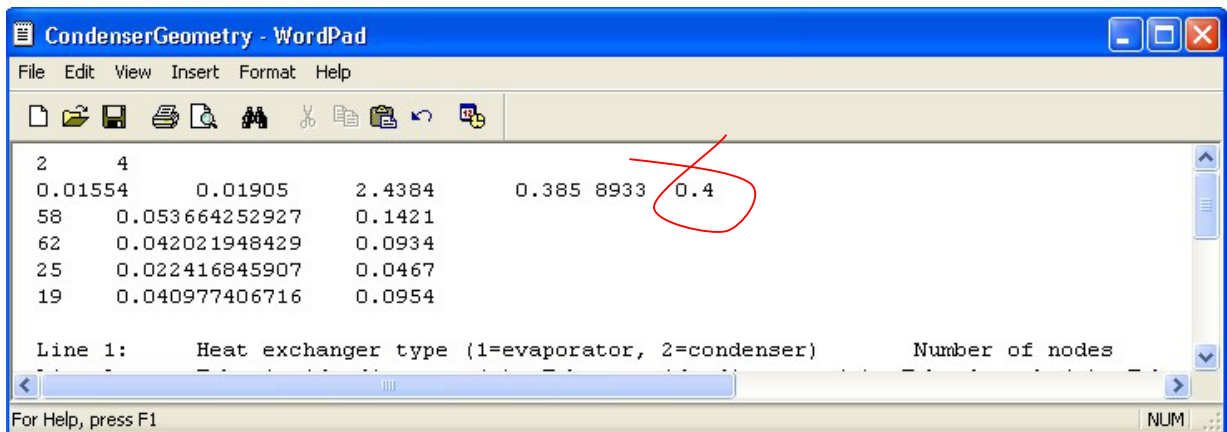 CondenserGeometry - WordPad
File Edit View Insert Format Help
2 4
0.01554 0.01905 2.4384 0.385 8933 0.4
58 0.053664252927 0.1421
62 0.042021948429 0.0934
25 0.022416845907 0.0467
19 0.040977406716 0.0954
Line 1: Heat exchanger type (1=evaporator, 2=condenser) Number of nodes
For Help, press F1 NUM